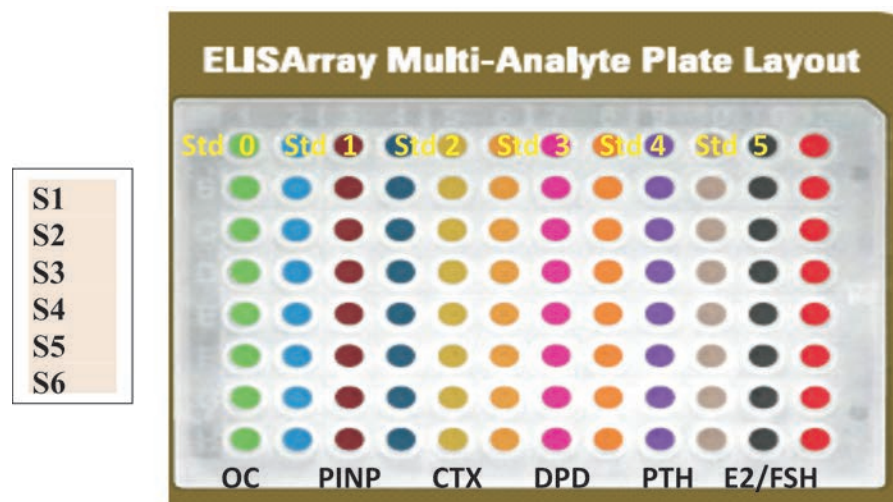 ELISArray Multi-Analyte Plate Layout
Std 0 Std 1 Std 2 Std 3 Std 4 Std 5
S1
S2
S3
S4
S5
S6
OC PINP CTX DPD PTH E2/FSH